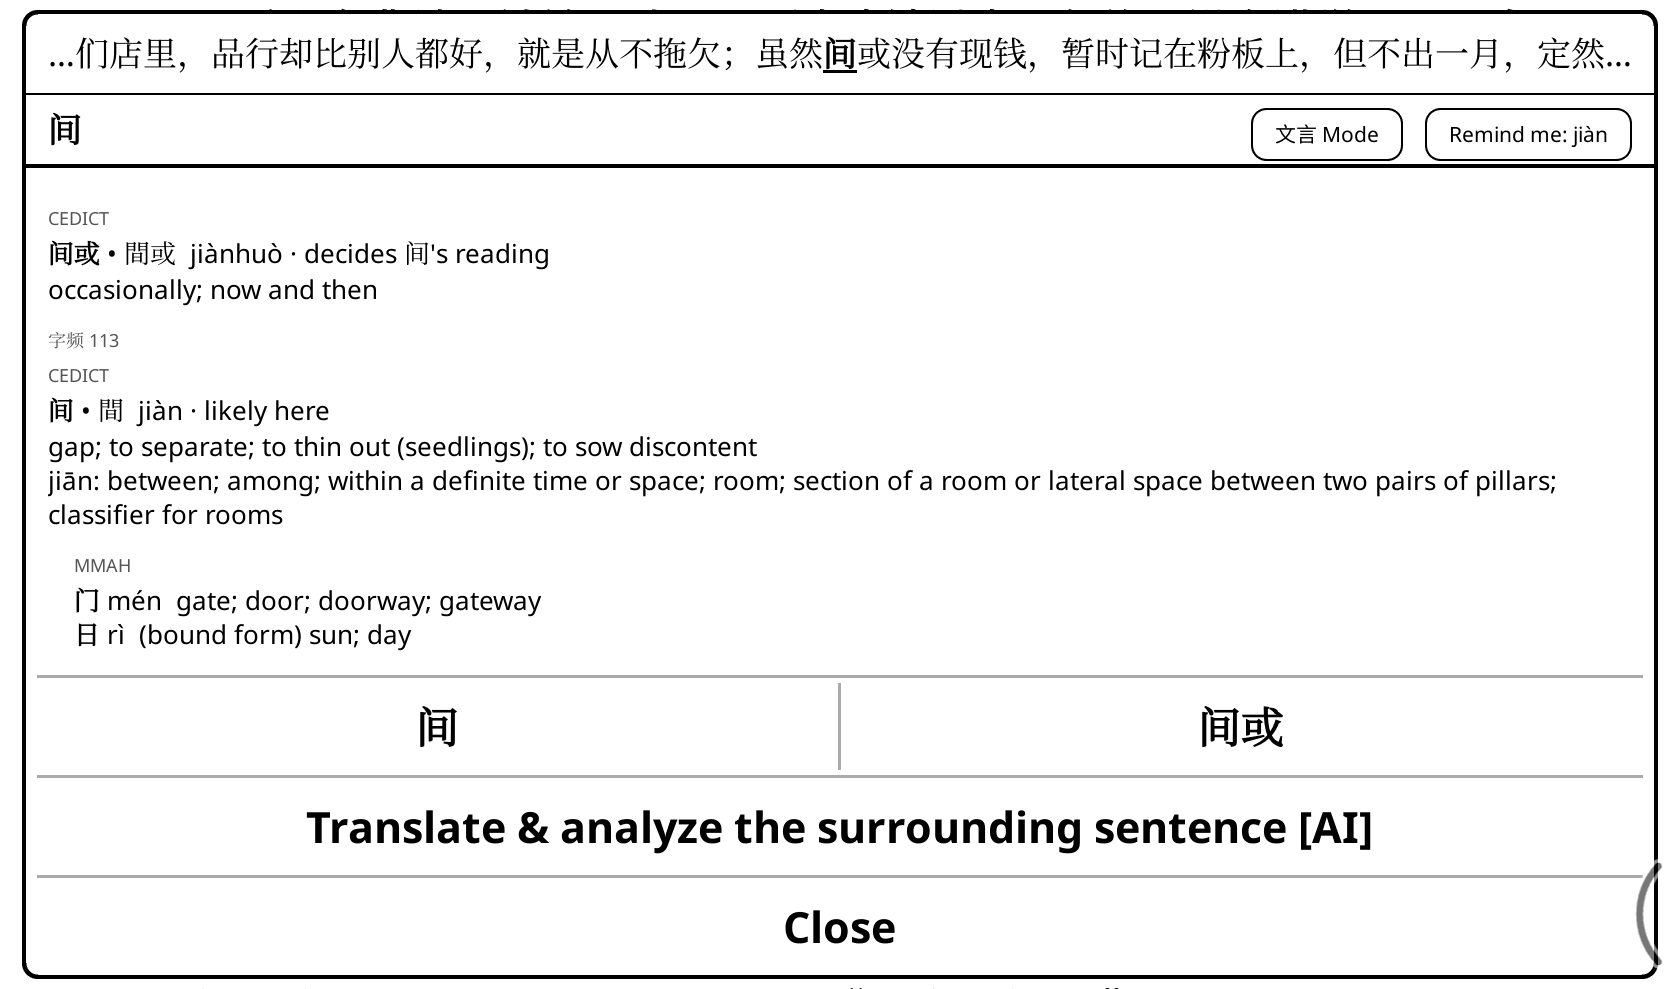 ...们店里，品行却比别人都好，就是从不拖欠；虽然间或没有现钱，暂时记在粉板上，但不出一月，定然...
间
文言 Mode
Remind me: jiàn
CEDICT
间或 • 間或 jiànhuò · decides 间's reading
occasionally; now and then
字频 113
CEDICT
间 • 間 jiàn · likely here
gap; to separate; to thin out (seedlings); to sow discontent
jiān: between; among; within a definite time or space; room; section of a room or lateral space between two pairs of pillars;
classifier for rooms
MMAH
门 mén gate; door; doorway; gateway
日 rì (bound form) sun; day
间
间或
Translate & analyze the surrounding sentence [AI]
Close